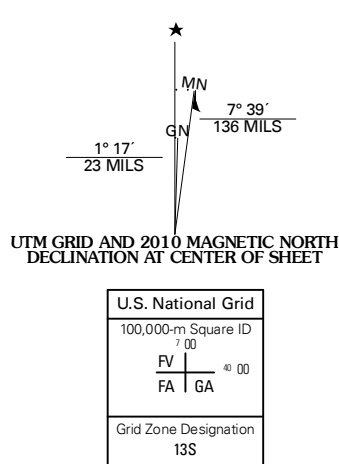 MN
GN
7° 39´
136 MILS
1° 17´
23 MILS
UTM GRID AND 2010 MAGNETIC NORTH
DECLINATION AT CENTER OF SHEET
U.S. National Grid
100,000-m Square ID
7 00
FV
40 00
FA GA
Grid Zone Designation
13S